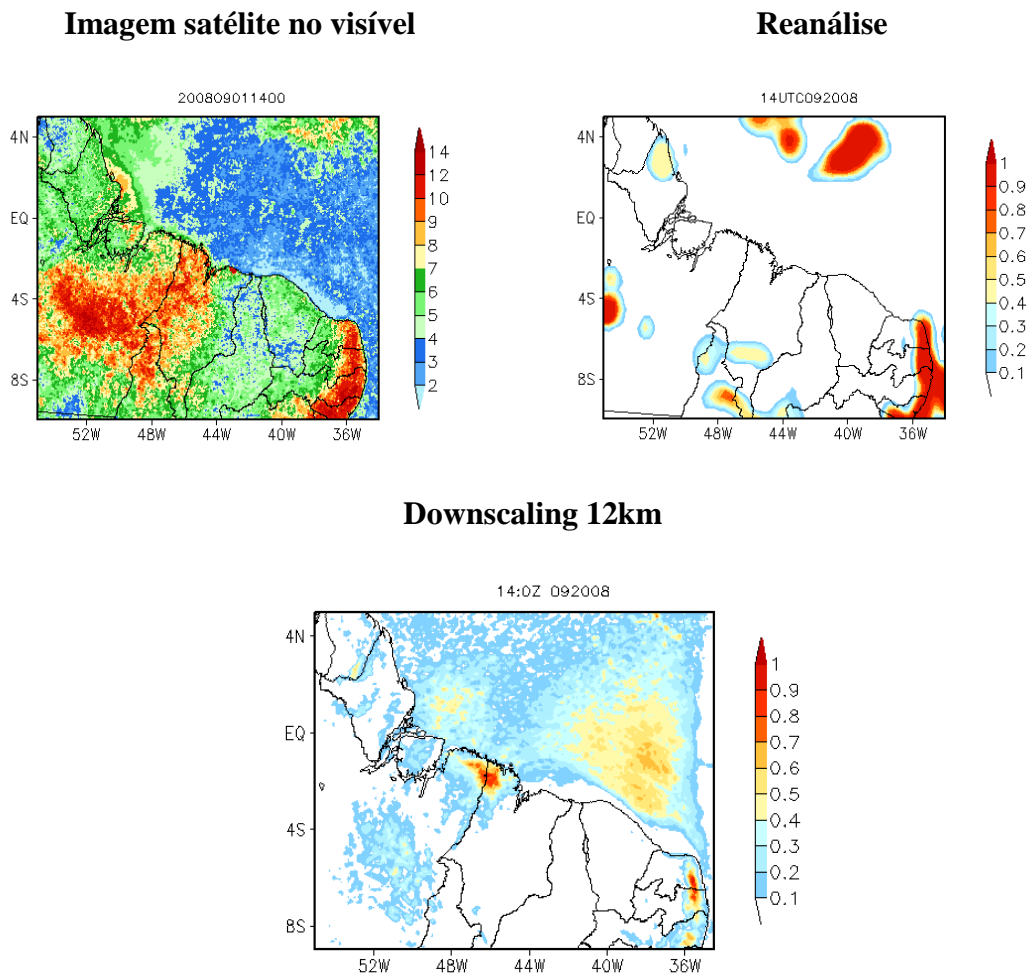 Imagem satélite no visível
Reanálise
200809011400
14UTC092008
4N
EQ
4S
8S
52W 48W 44W 40W 36W
14
12
10
9
8
7
6
5
4
3
2
4N
EQ
4S
8S
52W 48W 44W 40W 36W
1
0.9
0.8
0.7
0.6
0.5
0.4
0.3
0.2
0.1
Downscaling 12km
14:0Z 092008
4N
EQ
4S
8S
52W 48W 44W 40W 36W
1
0.9
0.8
0.7
0.6
0.5
0.4
0.3
0.2
0.1